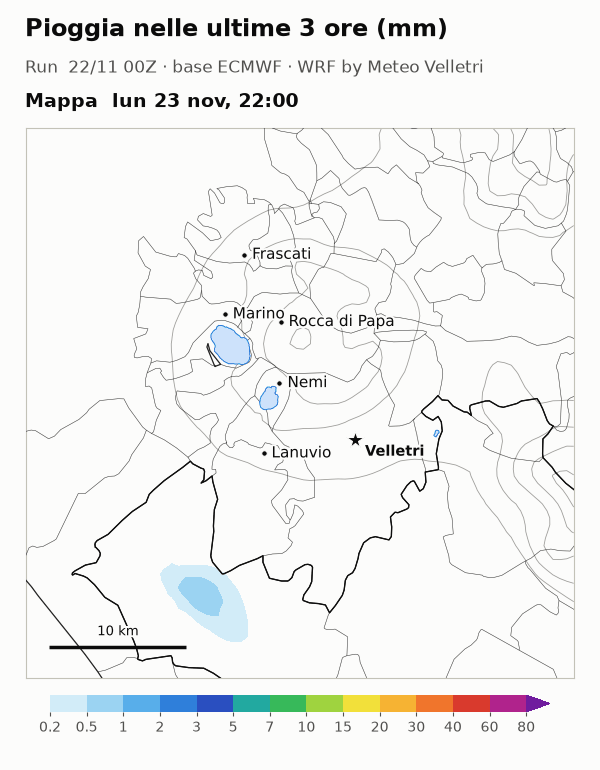 Pioggia nelle ultime 3 ore (mm)
Run  22/11 00Z · base ECMWF · WRF by Meteo Velletri
Mappa  lun 23 nov, 22:00
Frascati
Marino
Rocca di Papa
Nemi
Velletri
Lanuvio
10 km
0.2 0.5 1 2 3 5 7 10 15 20 30 40 60 80